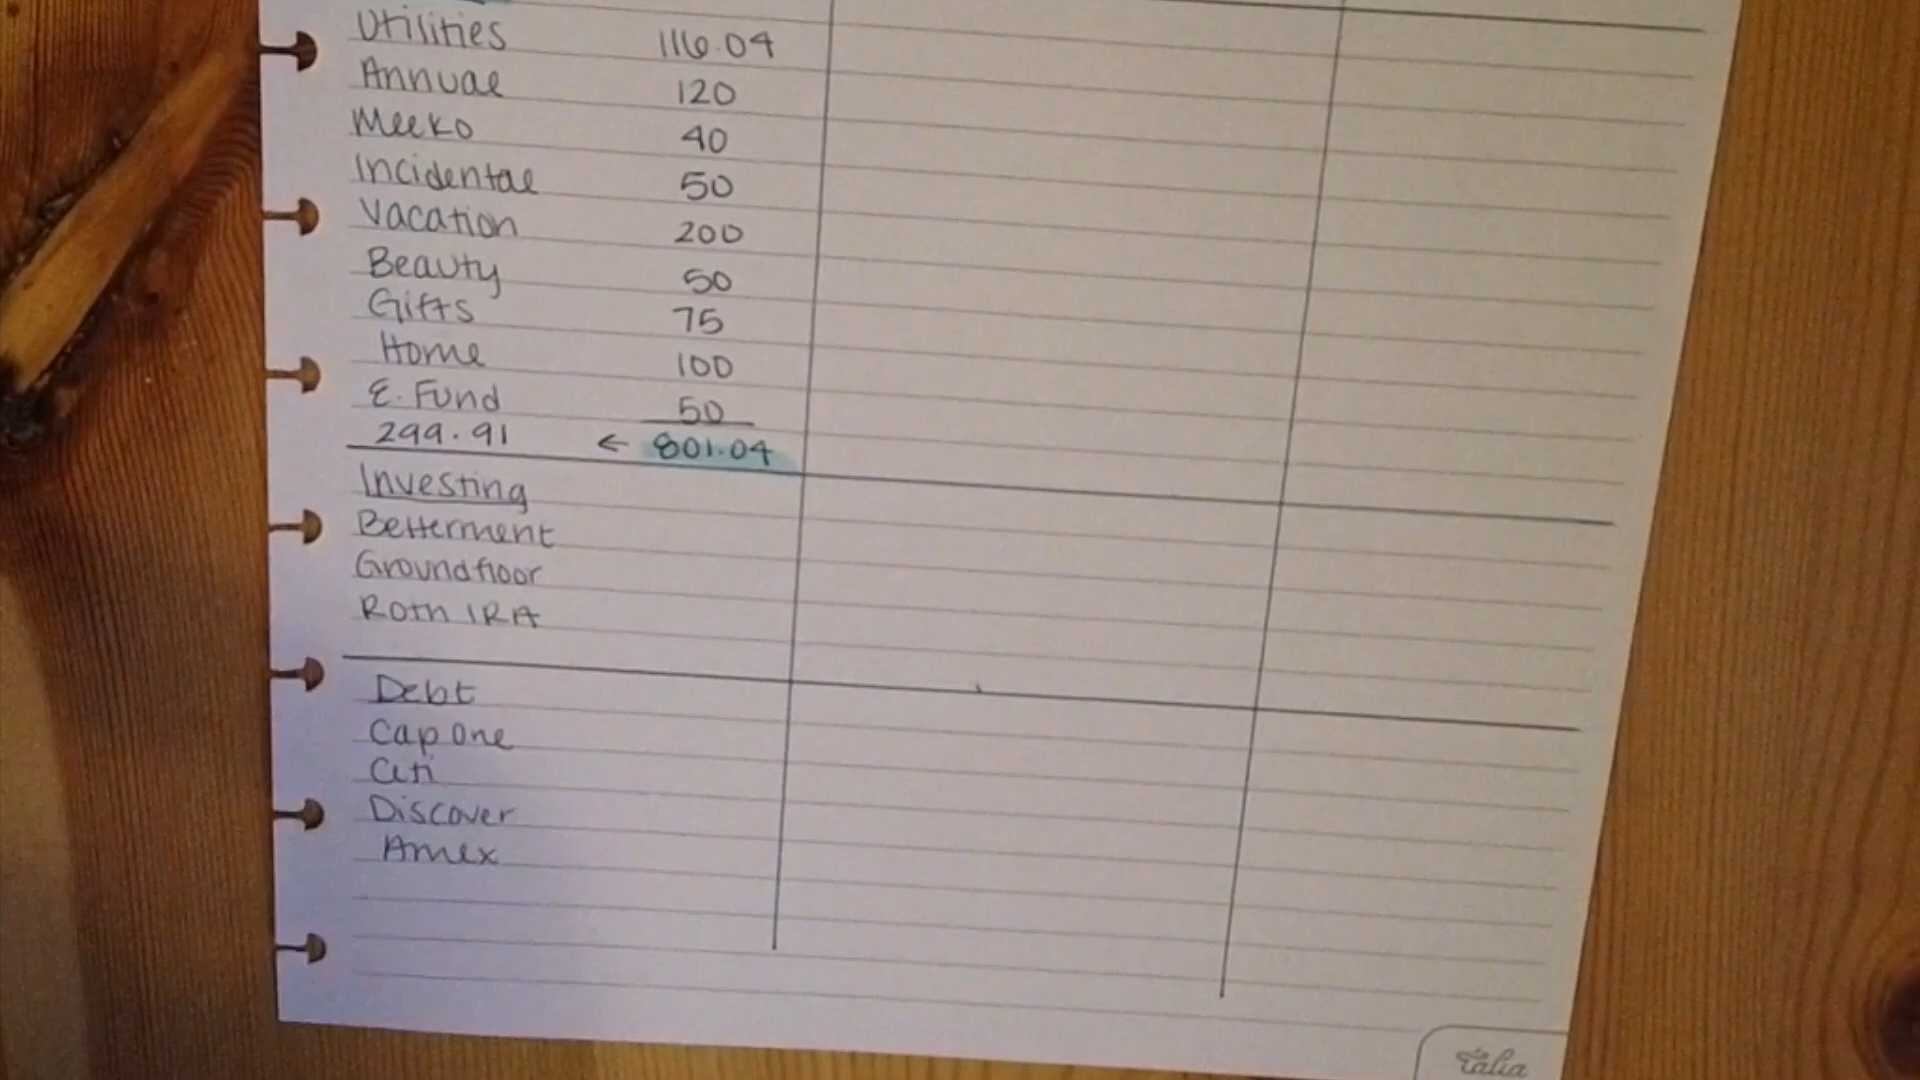 Utilities 116.04
Annual 120
Meeko 40
Incidental 50
Vacation 200
Beauty 50
Gifts 75
Home 100
E. Fund 50
299.91 ← 801.04
Investing
Betterment
Groundfloor
Roth IRA
Debt
Cap One
Citi
Discover
Amex
talia